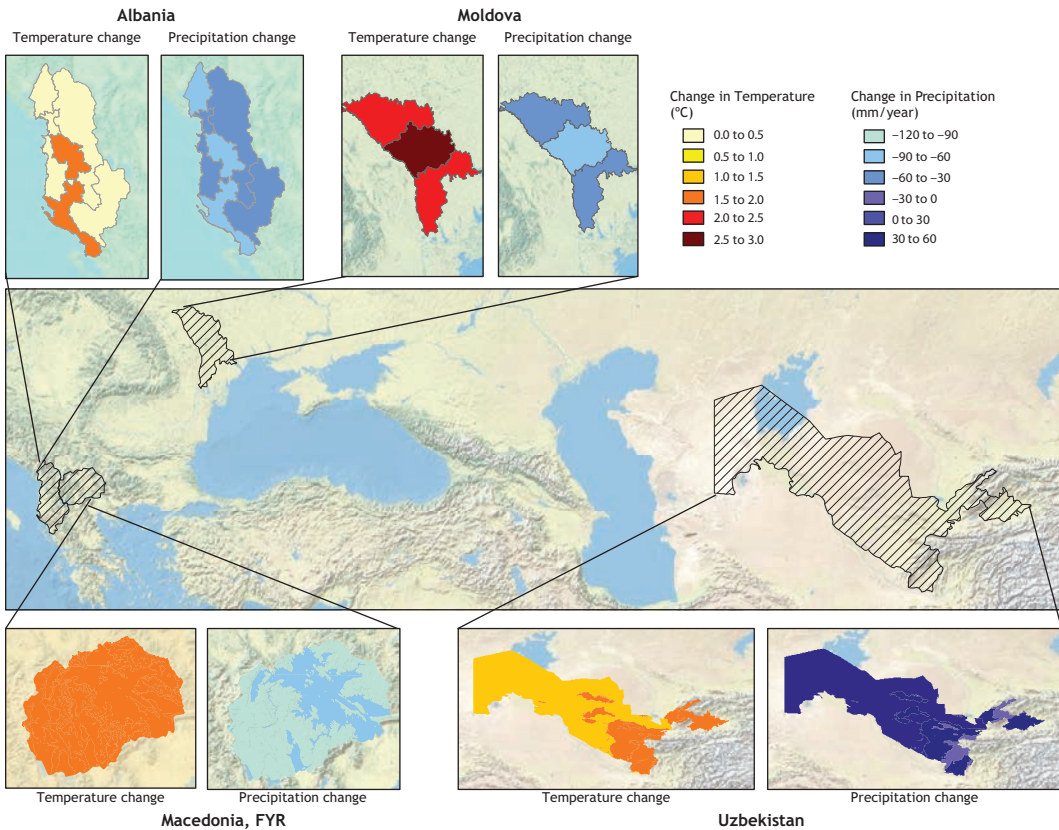 Albania
Moldova
Temperature change
Precipitation change
Temperature change
Precipitation change
Change in Temperature
(ºC)
0.0 to 0.5
0.5 to 1.0
1.0 to 1.5
1.5 to 2.0
2.0 to 2.5
2.5 to 3.0
Change in Precipitation
(mm/year)
−120 to −90
−90 to −60
−60 to −30
−30 to 0
0 to 30
30 to 60
Temperature change
Precipitation change
Temperature change
Precipitation change
Macedonia, FYR
Uzbekistan